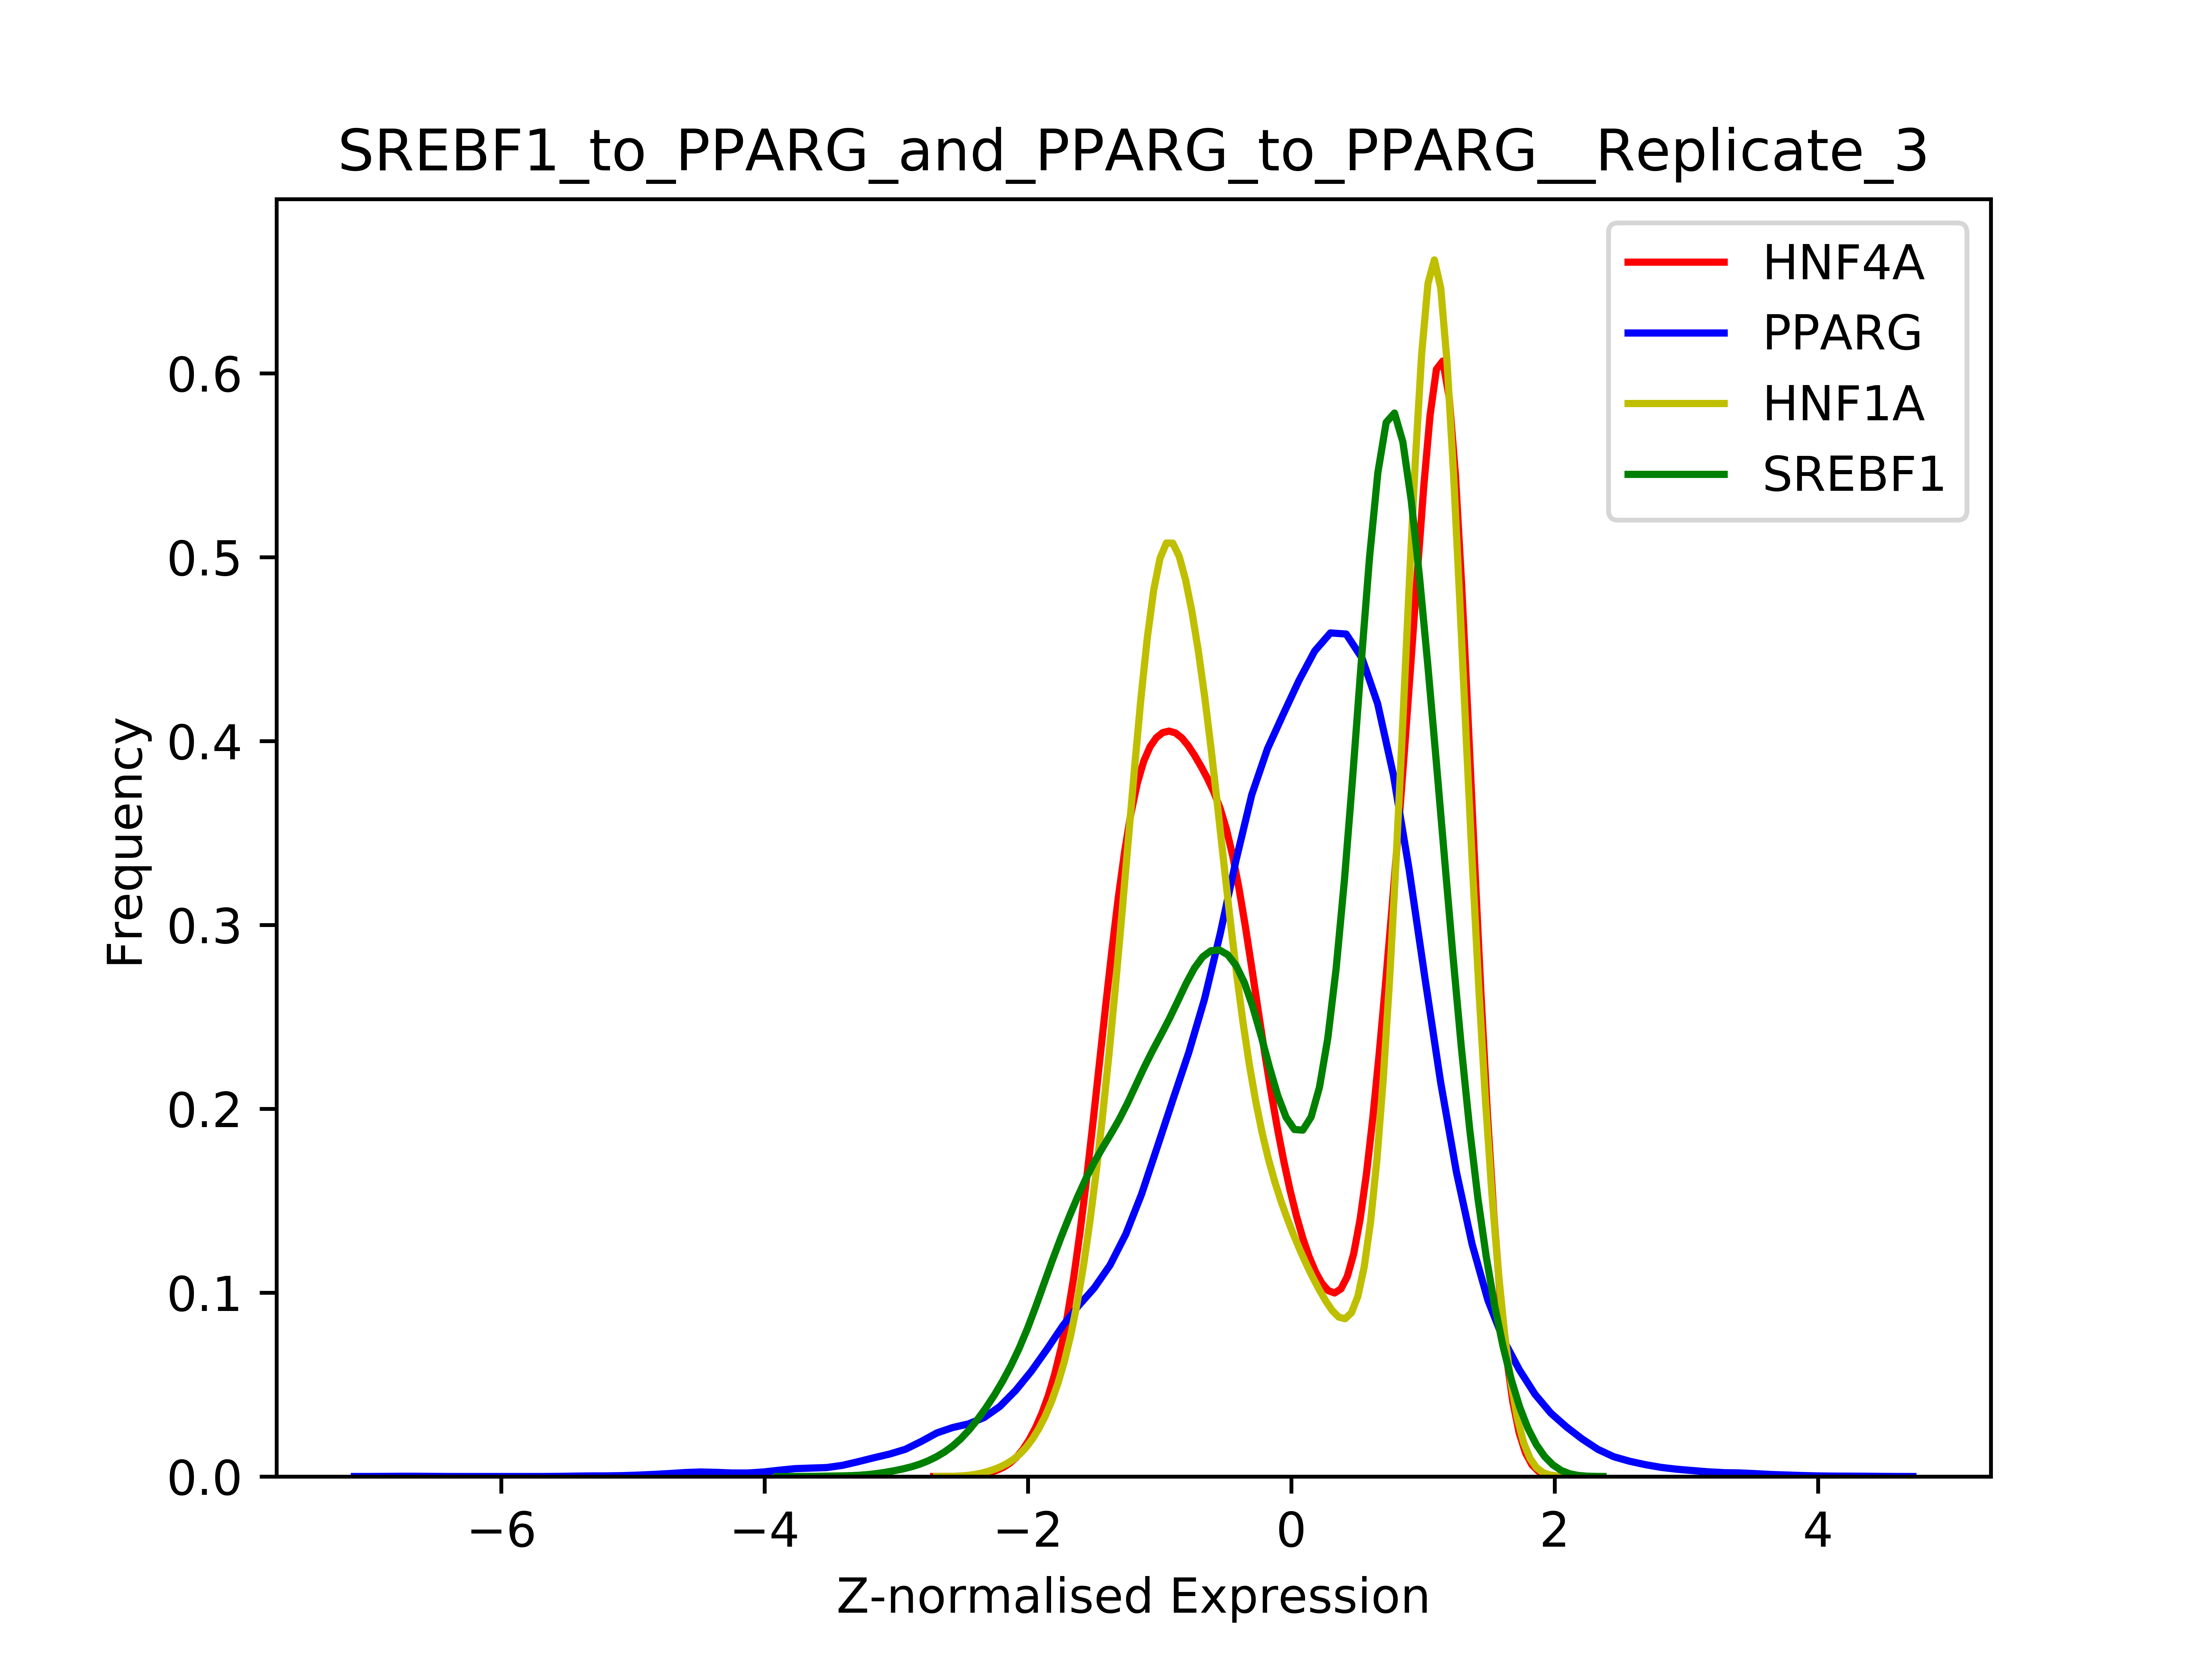 SREBF1_to_PPARG_and_PPARG_to_PPARG__Replicate_3
HNF4A
PPARG
HNF1A
SREBF1
Frequency
0.6
0.5
0.4
0.3
0.2
0.1
0.0
−6 −4 −2 0 2 4
Z-normalised Expression